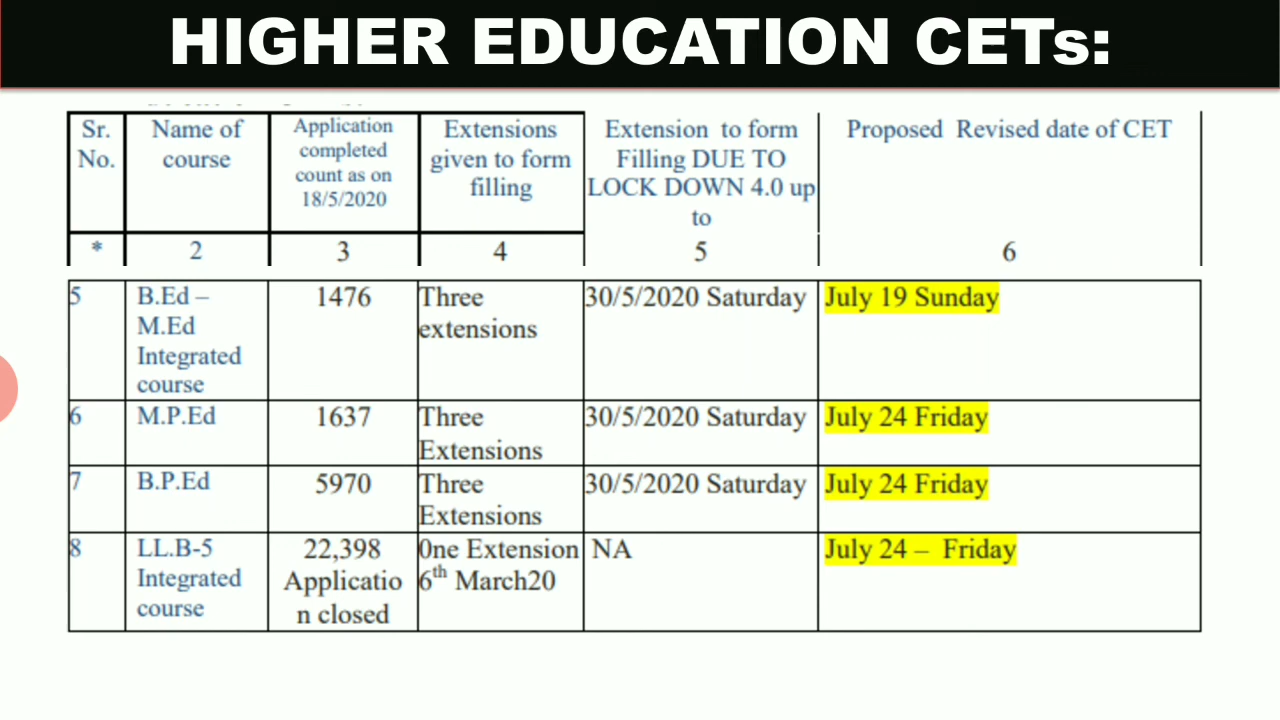 HIGHER EDUCATION CETs:
Sr. No. Name of course Application completed count as on 18/5/2020 Extensions given to form filling Extension to form Filling DUE TO LOCK DOWN 4.0 up to Proposed Revised date of CET
* 2 3 4 5 6
5 B.Ed – M.Ed Integrated course 1476 Three extensions 30/5/2020 Saturday July 19 Sunday
6 M.P.Ed 1637 Three Extensions 30/5/2020 Saturday July 24 Friday
7 B.P.Ed 5970 Three Extensions 30/5/2020 Saturday July 24 Friday
8 LL.B-5 Integrated course 22,398 Applicatio n closed 0ne Extension 6th March20 NA July 24 – Friday